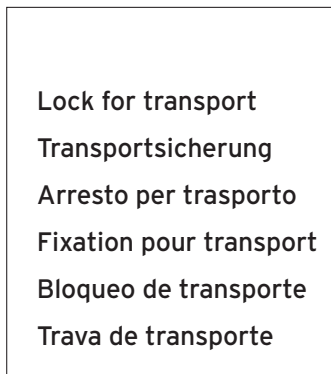 Lock for transport
Transportsicherung
Arresto per trasporto
Fixation pour transport
Bloqueo de transporte
Trava de transporte